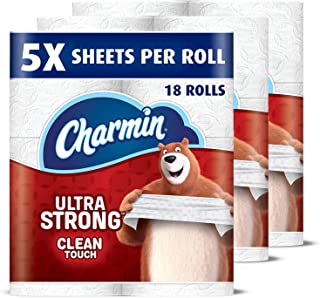 5X SHEETS PER ROLL
18 ROLLS
Charmin
ULTRA
STRONG
CLEAN
TOUCH